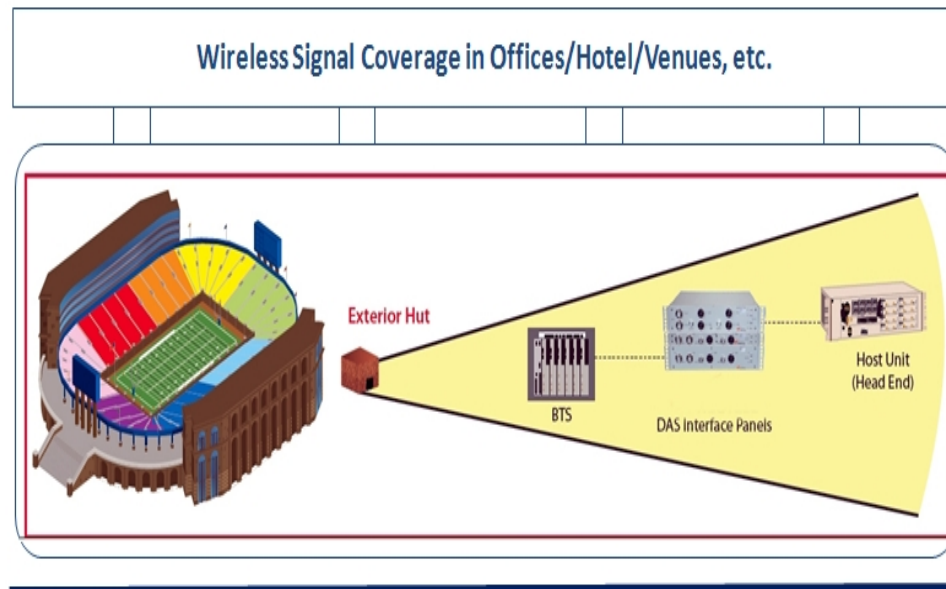 Wireless Signal Coverage in Offices/Hotel/Venues, etc.
Exterior Hut
BTS
DAS Interface Panels
Host Unit
(Head End)